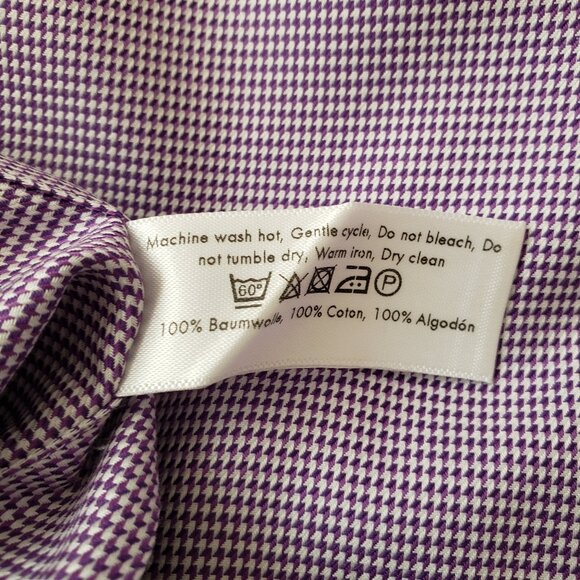 Machine wash hot, Gentle cycle, Do not bleach, Do
not tumble dry, Warm iron, Dry clean
60° P
100% Baumwolle, 100% Coton, 100% Algodón